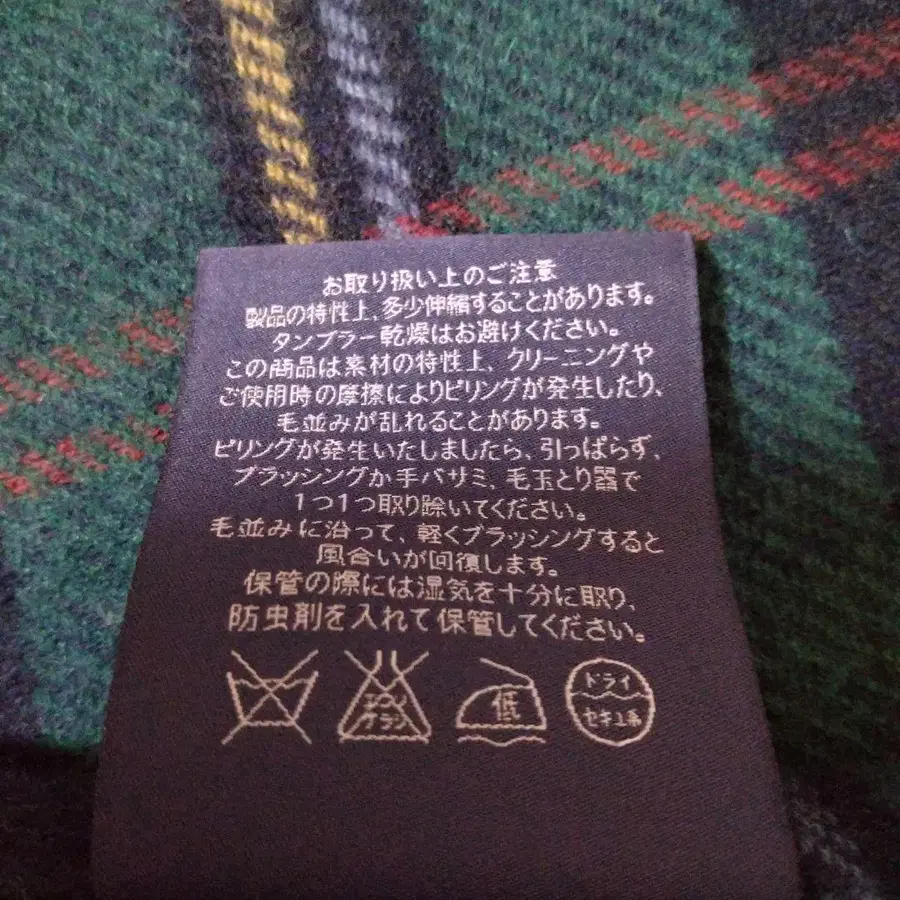 お取り扱い上のご注意
製品の特性上、多少伸縮することがあります。
タンブラー乾燥はお避けください。
この商品は素材の特性上、クリーニングや
ご使用時の摩擦によりピリングが発生したり、
毛並みが乱れることがあります。
ピリングが発生いたしましたら、引っぱらず、
ブラッシングか手バサミ、毛玉とり器で
1つ1つ取り除いてください。
毛並みに沿って、軽くブラッシングすると
風合いが回復します。
保管の際には湿気を十分に取り、
防虫剤を入れて保管してください。
エンソ
サラシ
低
ドライ
セキユ系